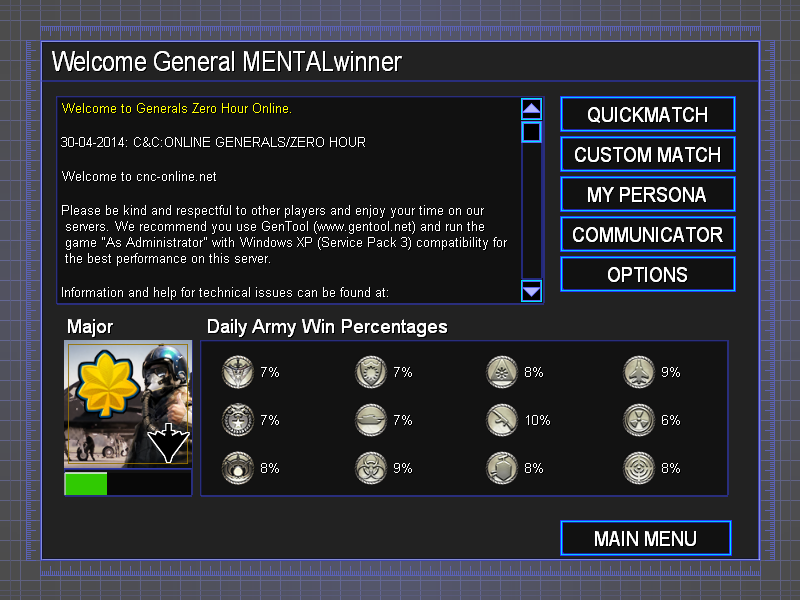 Welcome General MENTALwinner
Welcome to Generals Zero Hour Online.
30-04-2014: C&C:ONLINE GENERALS/ZERO HOUR
Welcome to cnc-online.net
Please be kind and respectful to other players and enjoy your time on our
servers. We recommend you use GenTool (www.gentool.net) and run the
game "As Administrator" with Windows XP (Service Pack 3) compatibility for
the best performance on this server.
Information and help for technical issues can be found at:
QUICKMATCH
CUSTOM MATCH
MY PERSONA
COMMUNICATOR
OPTIONS
Major
Daily Army Win Percentages
7% 7% 8% 9%
7% 7% 10% 6%
8% 9% 8% 8%
MAIN MENU